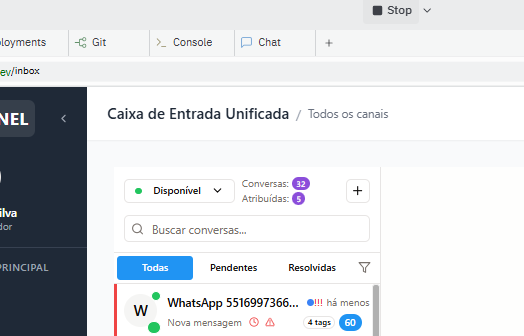 Stop
loyments Git Console Chat +
ev/inbox
NEL
Caixa de Entrada Unificada / Todos os canais
Disponível
Conversas: 32
Atribuídas: 5
+
ilva
dor
Buscar conversas...
PRINCIPAL
Todas Pendentes Resolvidas
W
WhatsApp 5516997366... !!! há menos
Nova mensagem 4 tags 60